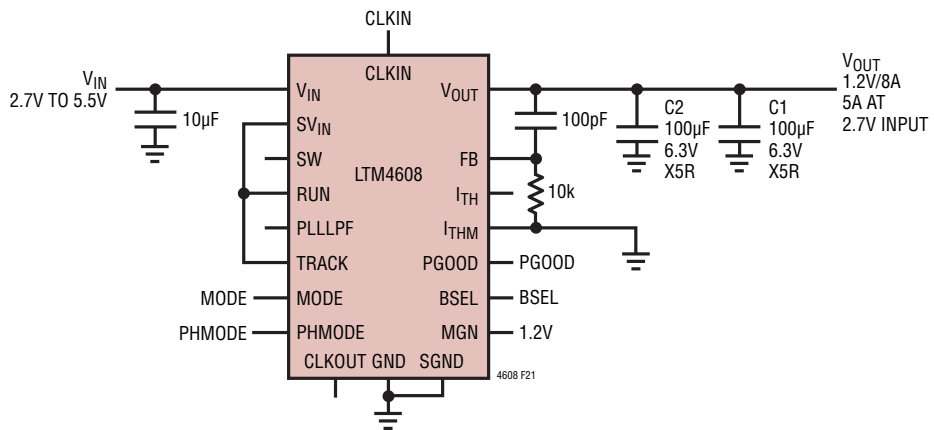 CLKIN
V_IN
2.7V TO 5.5V
10µF
CLKIN
V_IN
SV_IN
SW
RUN
PLLLPF
TRACK
MODE
MODE
PHMODE
PHMODE
CLKOUT GND SGND
LTM4608
V_OUT
FB
I_TH
I_THM
PGOOD
PGOOD
BSEL
BSEL
MGN
1.2V
100pF
10k
C2
100µF
6.3V
X5R
C1
100µF
6.3V
X5R
V_OUT
1.2V/8A
5A AT
2.7V INPUT
4608 F21